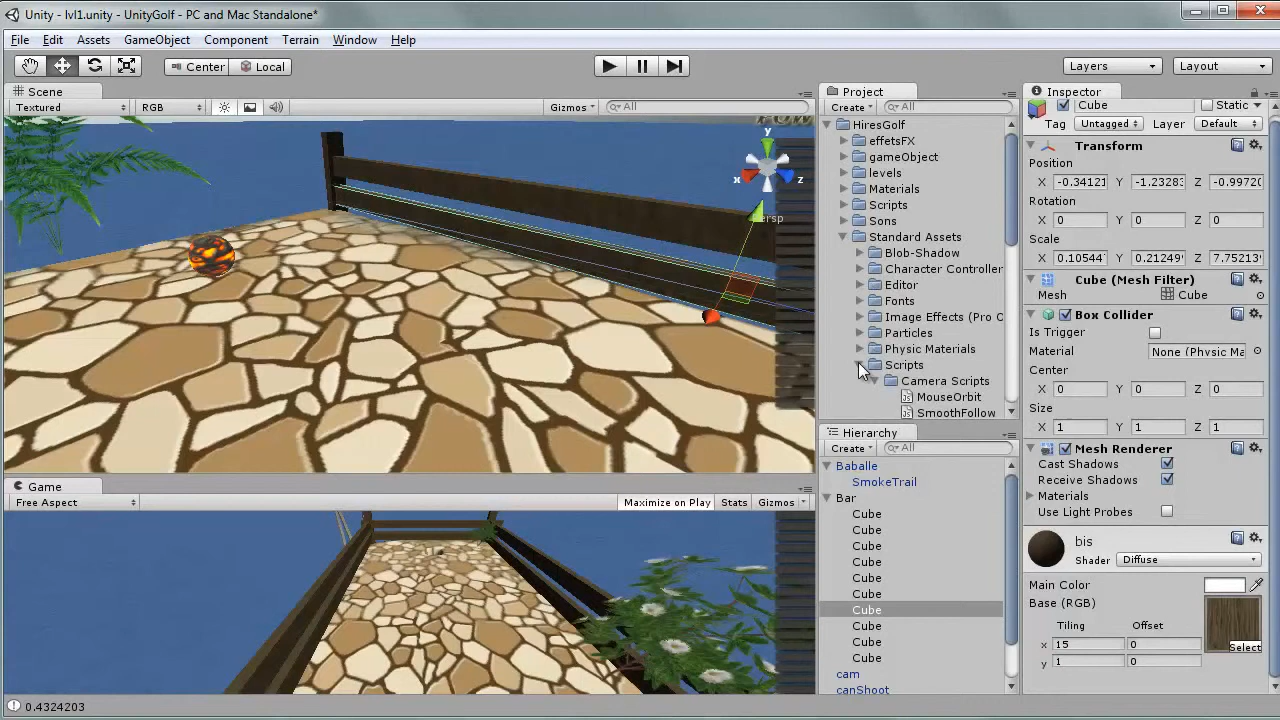 Unity - lvl1.unity - UnityGolf - PC and Mac Standalone*
File Edit Assets GameObject Component Terrain Window Help
Center Local Layers Layout
Scene
Textured RGB Gizmos All
y
x z
Persp
Game
Free Aspect Maximize on Play Stats Gizmos
Project
Create All
HiresGolf
effetsFX
gameObject
levels
Materials
Scripts
Sons
Standard Assets
Blob-Shadow
Character Controller
Editor
Fonts
Image Effects (Pro O
Particles
Physic Materials
Scripts
Camera Scripts
MouseOrbit
SmoothFollow
Hierarchy
Create All
Baballe
SmokeTrail
Bar
Cube
Cube
Cube
Cube
Cube
Cube
Cube
Cube
Cube
Cube
cam
canShoot
Inspector
Cube Static
Tag Untagged Layer Default
Transform
Position
X -0.34121 Y -1.23283 Z -0.99720
Rotation
X 0 Y 0 Z 0
Scale
X 0.10544 Y 0.21249 Z 7.75213
Cube (Mesh Filter)
Mesh Cube
Box Collider
Is Trigger
Material None (Physic Ma
Center
X 0 Y 0 Z 0
Size
X 1 Y 1 Z 1
Mesh Renderer
Cast Shadows
Receive Shadows
Materials
Use Light Probes
bis
Shader Diffuse
Main Color
Base (RGB)
Tiling Offset
x 15 0
y 1 0
Select
0.4324203